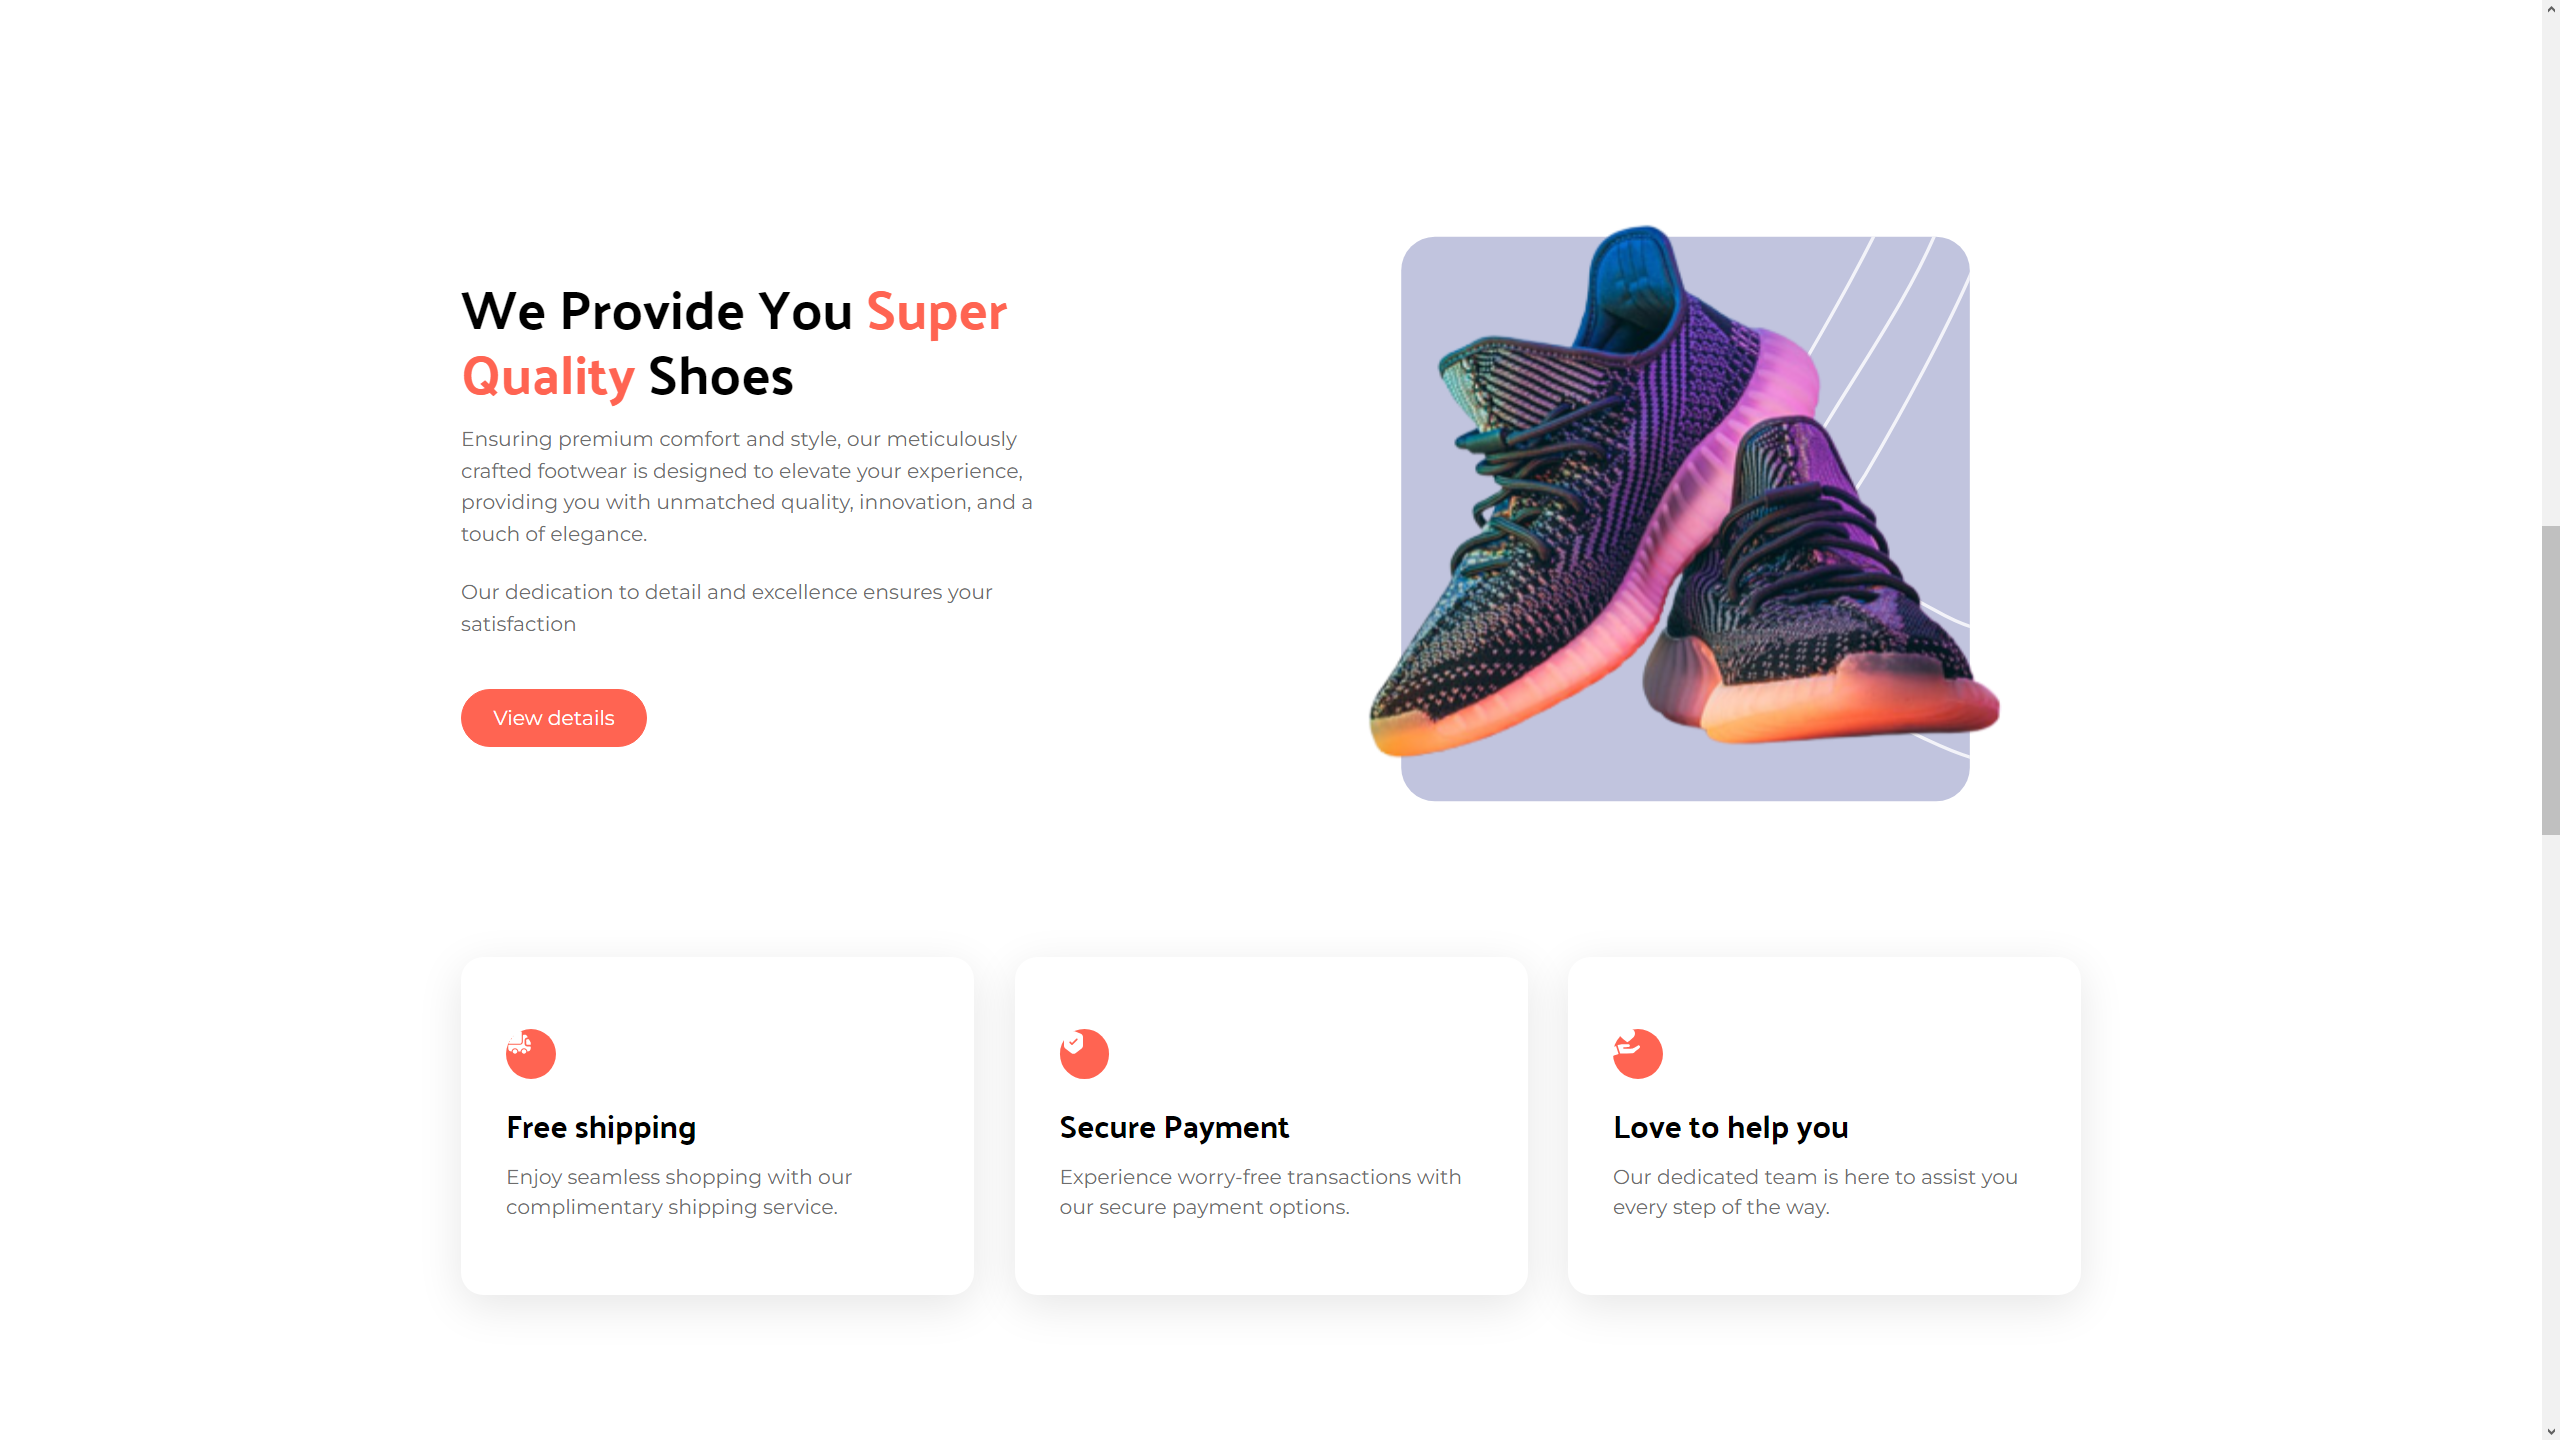 We Provide You Super
Quality Shoes
Ensuring premium comfort and style, our meticulously
crafted footwear is designed to elevate your experience,
providing you with unmatched quality, innovation, and a
touch of elegance.
Our dedication to detail and excellence ensures your
satisfaction
View details
Free shipping
Enjoy seamless shopping with our
complimentary shipping service.
Secure Payment
Experience worry-free transactions with
our secure payment options.
Love to help you
Our dedicated team is here to assist you
every step of the way.